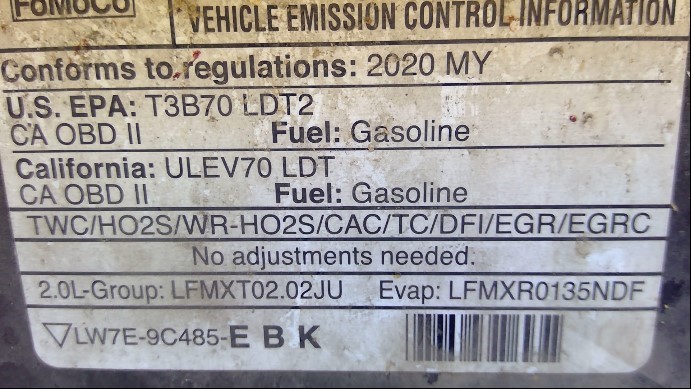 FoMoCo
VEHICLE EMISSION CONTROL INFORMATION
Conforms to regulations: 2020 MY
U.S. EPA: T3B70 LDT2
CA OBD II Fuel: Gasoline
California: ULEV70 LDT
CA OBD II Fuel: Gasoline
TWC/HO2S/WR-HO2S/CAC/TC/DFI/EGR/EGRC
No adjustments needed.
2.0L-Group: LFMXT02.02JU Evap: LFMXR0135NDF
▽LW7E-9C485-E B K